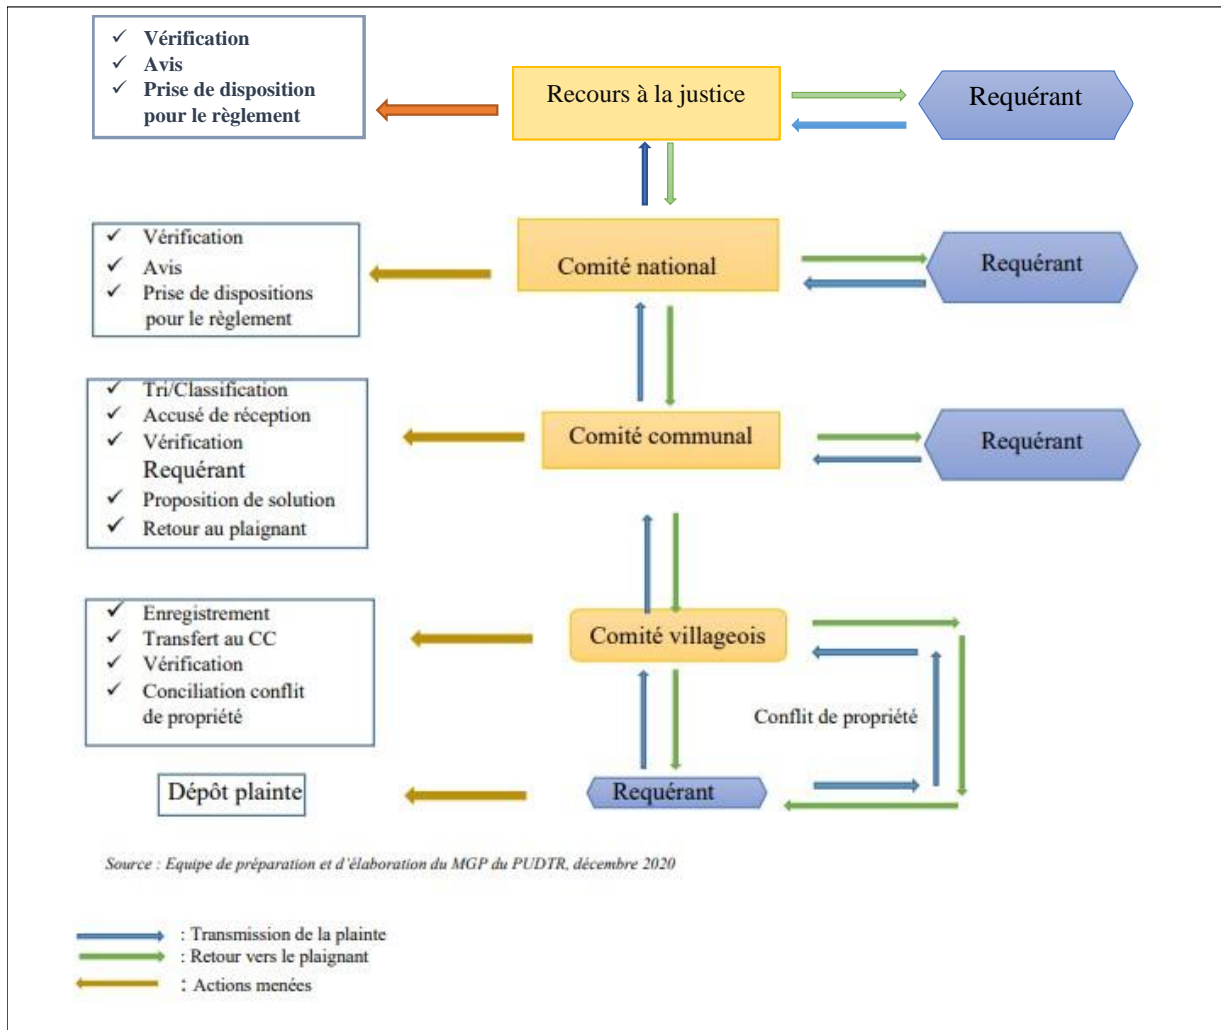 ✓ Vérification
✓ Avis
✓ Prise de disposition
pour le règlement
Recours à la justice
Requérant
✓ Vérification
✓ Avis
✓ Prise de dispositions
pour le règlement
Comité national
Requérant
✓ Tri/Classification
✓ Accusé de réception
✓ Vérification
Requérant
✓ Proposition de solution
✓ Retour au plaignant
Comité communal
Requérant
✓ Enregistrement
✓ Transfert au CC
✓ Vérification
✓ Conciliation conflit
de propriété
Comité villageois
Conflit de propriété
Dépôt plainte
Requérant
Source : Equipe de préparation et d'élaboration du MGP du PUDTR, décembre 2020
: Transmission de la plainte
: Retour vers le plaignant
: Actions menées